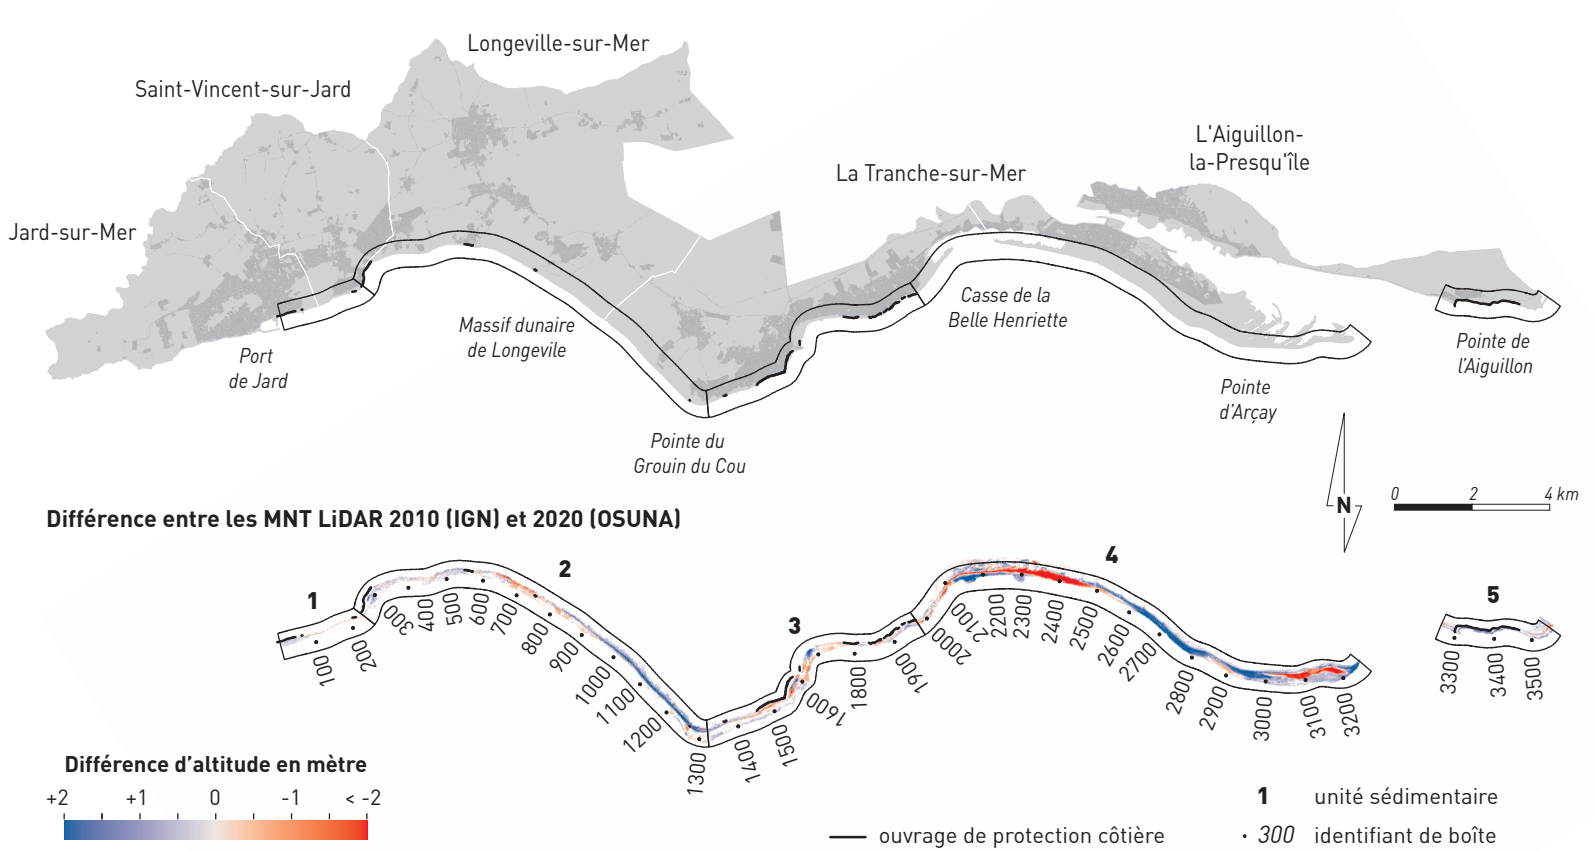 Longeville-sur-Mer
Saint-Vincent-sur-Jard
L'Aiguillon-
la-Presqu'île
La Tranche-sur-Mer
Jard-sur-Mer
Casse de la
Belle Henriette
Massif dunaire
de Longevile
Port
de Jard
Pointe de
l'Aiguillon
Pointe
d'Arçay
Pointe du
Grouin du Cou
N
0 2 4 km
Différence entre les MNT LiDAR 2010 (IGN) et 2020 (OSUNA)
1
2
3
4
5
100
200
300
400
500
600
700
800
900
1000
1100
1200
1300
1400
1500
1600
1800
1900
2000
2100
2200
2300
2400
2500
2600
2700
2800
2900
3000
3100
3200
3300
3400
3500
Différence d'altitude en mètre
+2 +1 0 -1 < -2
1 unité sédimentaire
ouvrage de protection côtière
300 identifiant de boîte